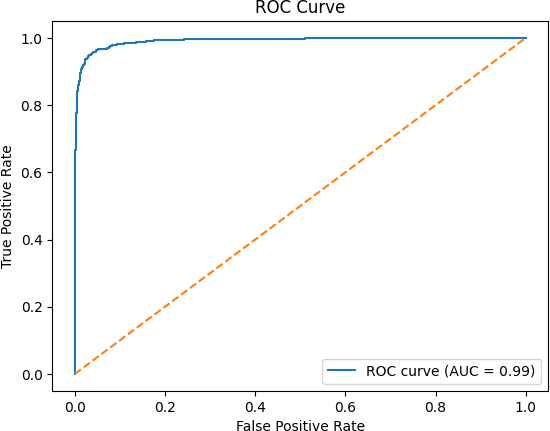 ROC Curve
True Positive Rate
1.0
0.8
0.6
0.4
0.2
0.0
ROC curve (AUC = 0.99)
0.0 0.2 0.4 0.6 0.8 1.0
False Positive Rate